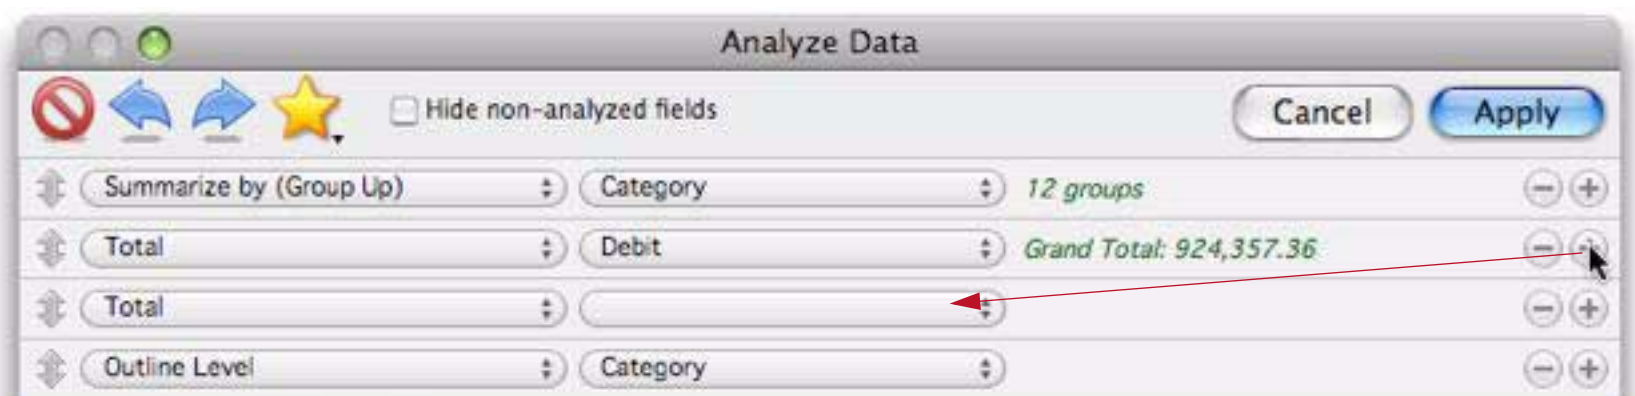 Analyze Data
Hide non-analyzed fields Cancel Apply
Summarize by (Group Up) Category 12 groups
Total Debit Grand Total: 924,357.36
Total
Outline Level Category